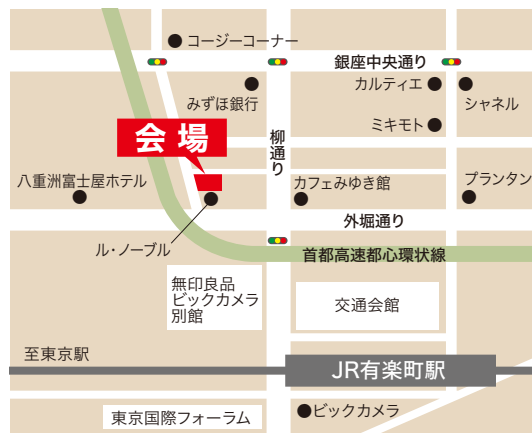 コージーコーナー
銀座中央通り
みずほ銀行
カルティエ
シャネル
会場
柳通り
ミキモト
八重洲富士屋ホテル
カフェみゆき館
プランタン
外堀通り
ル・ノーブル
首都高速都心環状線
無印良品
ビックカメラ
別館
交通会館
至東京駅
JR有楽町駅
東京国際フォーラム
ビックカメラ